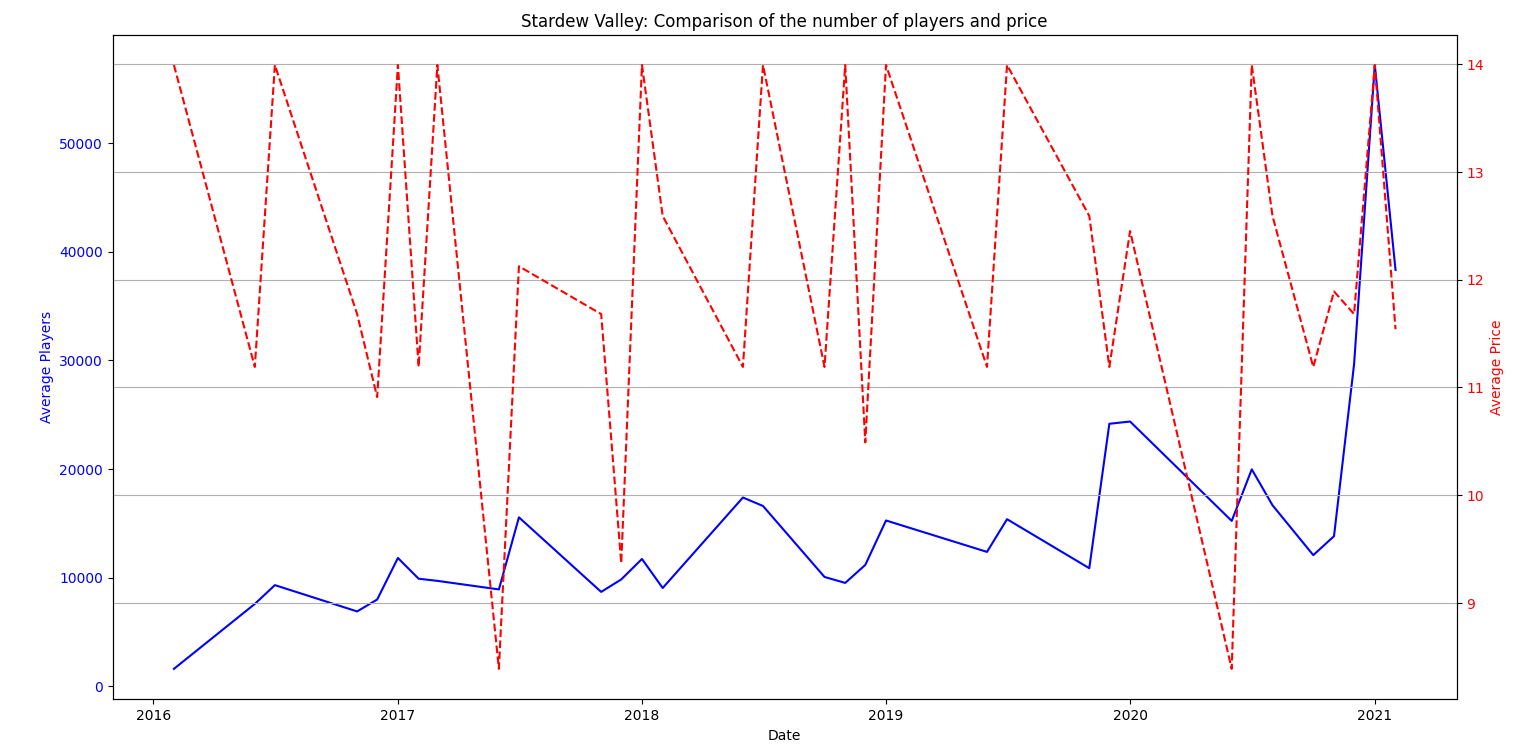 Stardew Valley: Comparison of the number of players and price
50000
40000
30000
20000
10000
0
Average Players
14
13
12
11
10
9
Average Price
2016 2017 2018 2019 2020 2021
Date